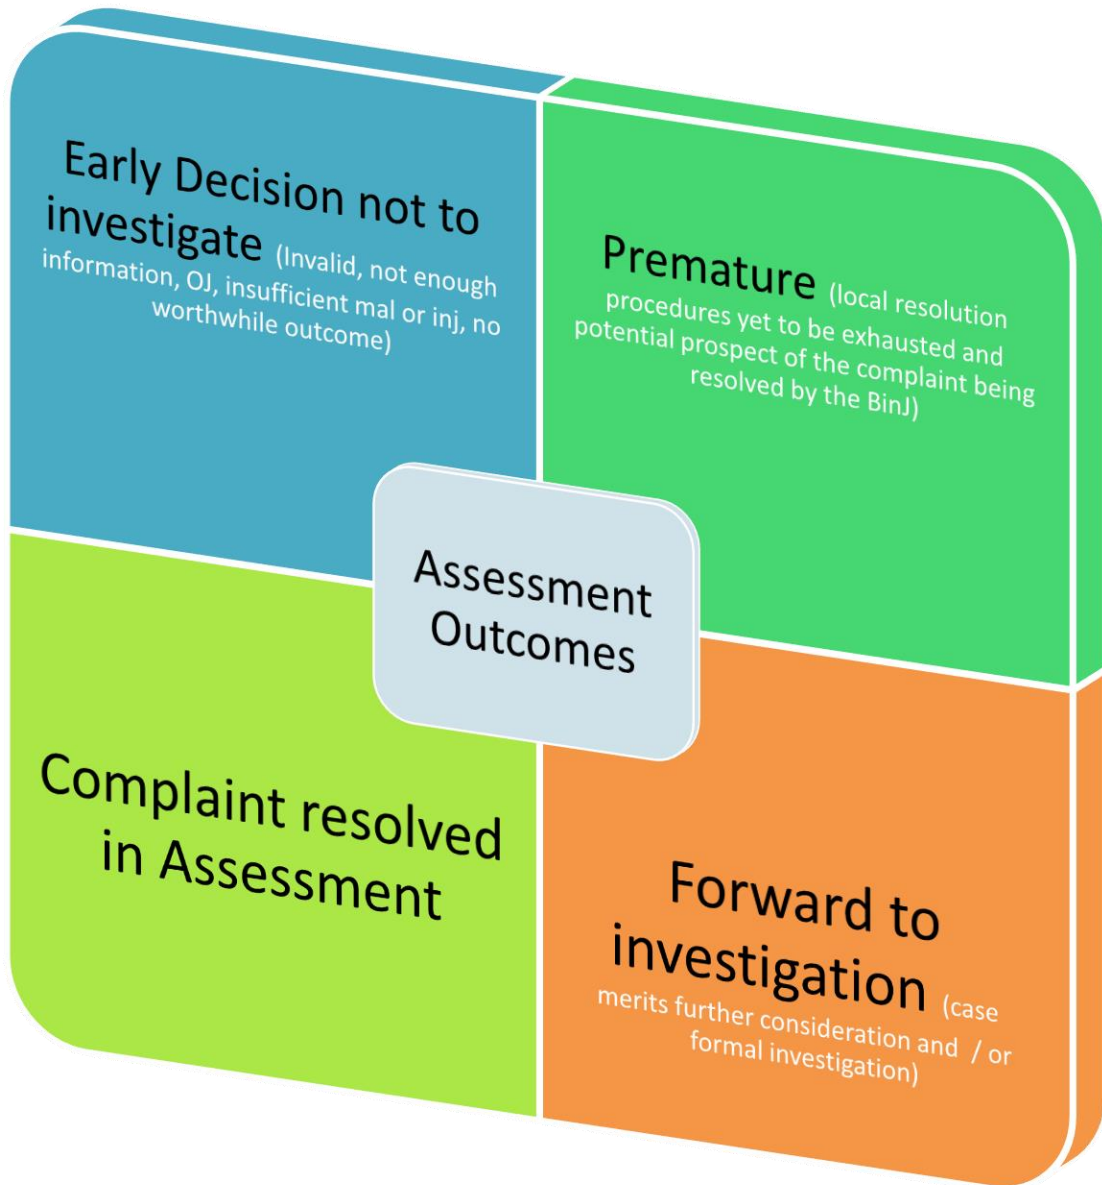 Early Decision not to
investigate (Invalid, not enough
information, OJ, insufficient mal or inj, no
worthwhile outcome)
Premature (local resolution
procedures yet to be exhausted and
potential prospect of the complaint being
resolved by the BinJ)
Assessment
Outcomes
Complaint resolved
in Assessment
Forward to
investigation (case
merits further consideration and  / or
formal investigation)